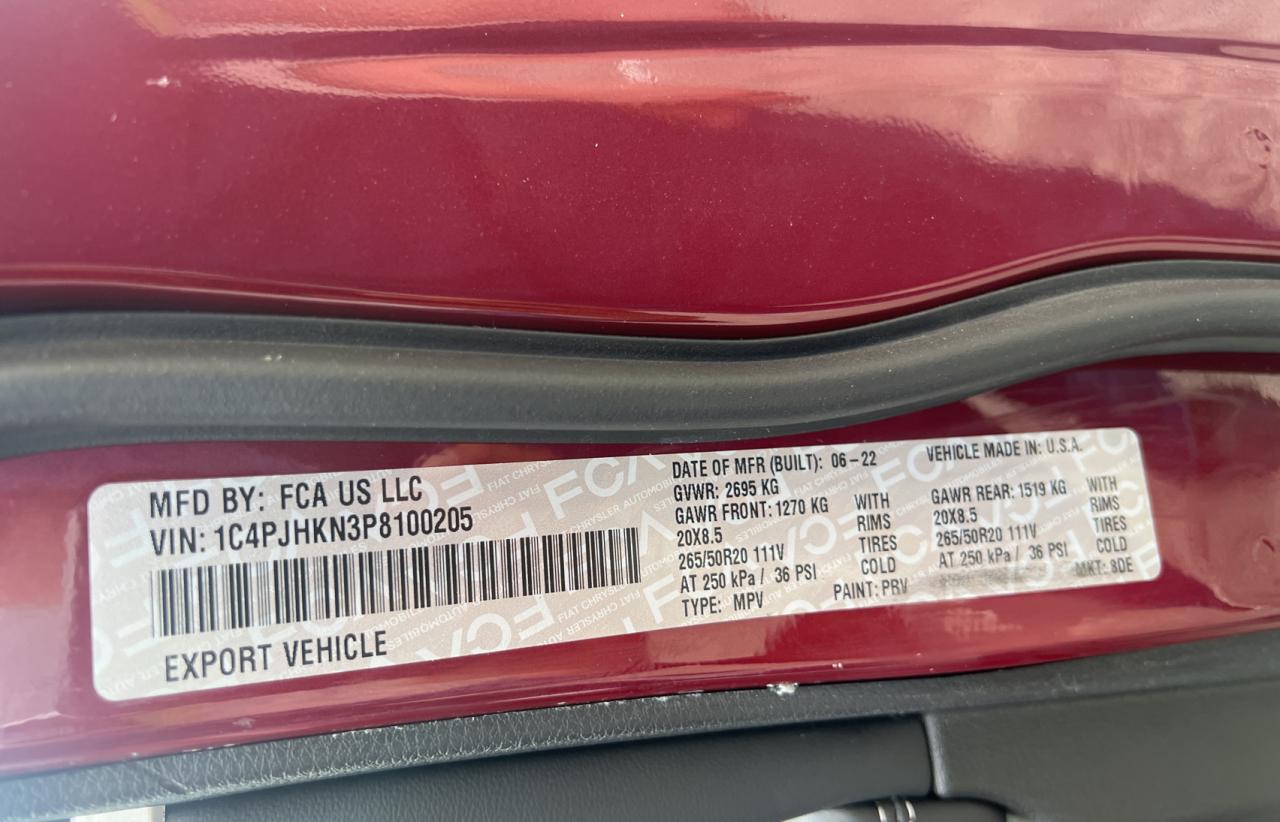 MFD BY: FCA US LLC
VIN: 1C4PJHKN3P8100205
EXPORT VEHICLE
DATE OF MFR (BUILT): 06-22 VEHICLE MADE IN: U.S.A.
GVWR: 2695 KG
GAWR FRONT: 1270 KG WITH GAWR REAR: 1519 KG WITH
20X8.5 RIMS 20X8.5 RIMS
265/50R20 111V TIRES 265/50R20 111V TIRES
AT 250 kPa / 36 PSI COLD AT 250 kPa / 36 PSI COLD
TYPE: MPV PAINT: PRV MKT: 8DE